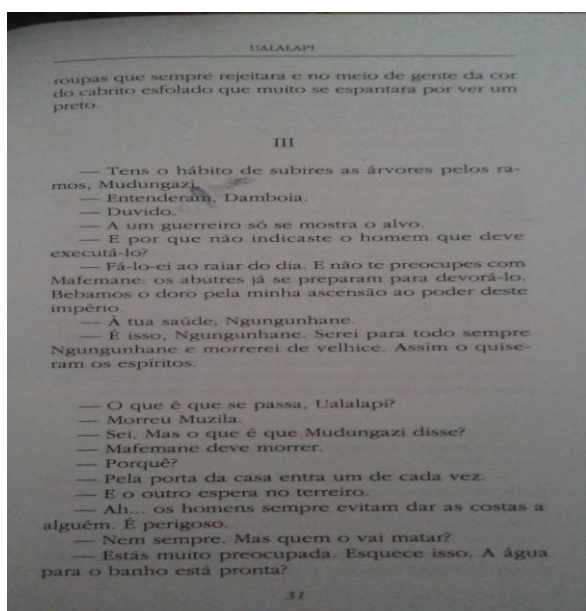 UALALAPI
roupas que sempre rejeitara e no meio de gente da cor
do cabrito esfolado que muito se espantara por ver um
preto.
III
— Tens o hábito de subires as árvores pelos ra-
mos, Mudungazi.
— Entenderam, Damboia.
— Duvido.
— A um guerreiro só se mostra o alvo.
— E por que não indicaste o homem que deve
executá-lo?
— Fá-lo-ei ao raiar do dia. E não te preocupes com
Mafemane: os abutres já se preparam para devorá-lo.
Bebamos o doro pela minha ascensão ao poder deste
império.
— À tua saúde, Ngungunhane.
— É isso, Ngungunhane. Serei para todo sempre
Ngungunhane e morrerei de velhice. Assim o quise-
ram os espíritos.
— O que é que se passa, Ualalapi?
— Morreu Muzila.
— Sei. Mas o que é que Mudungazi disse?
— Mafemane deve morrer.
— Porquê?
— Pela porta da casa entra um de cada vez.
— E o outro espera no terreiro.
— Ah... os homens sempre evitam dar as costas a
alguém. É perigoso.
— Nem sempre. Mas quem o vai matar?
— Estás muito preocupada. Esquece isso. A água
para o banho está pronta?
31